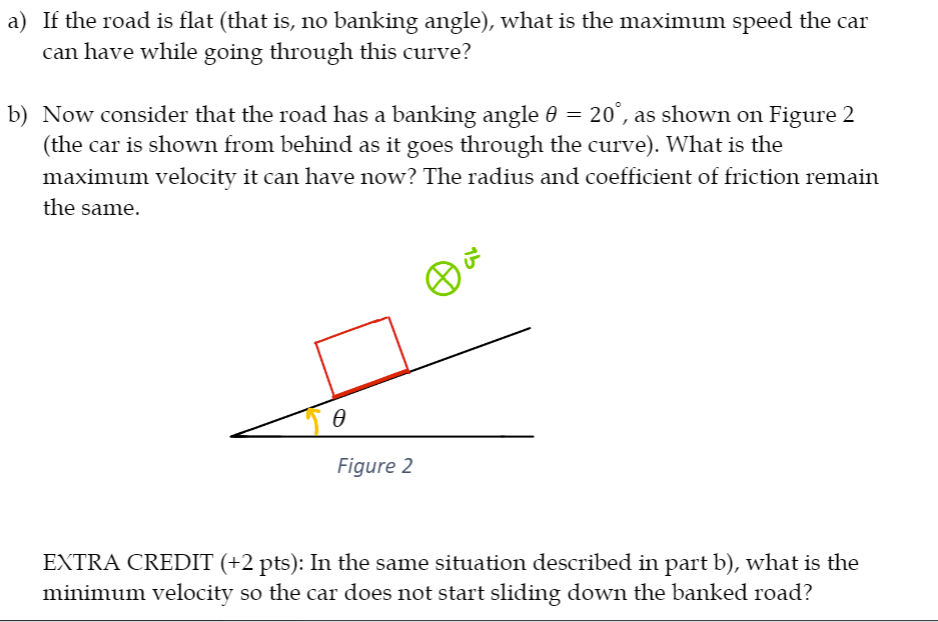 a) If the road is flat (that is, no banking angle), what is the maximum speed the car
can have while going through this curve?
b) Now consider that the road has a banking angle θ = 20°, as shown on Figure 2
(the car is shown from behind as it goes through the curve). What is the
maximum velocity it can have now? The radius and coefficient of friction remain
the same.
v⃗
θ
Figure 2
EXTRA CREDIT (+2 pts): In the same situation described in part b), what is the
minimum velocity so the car does not start sliding down the banked road?